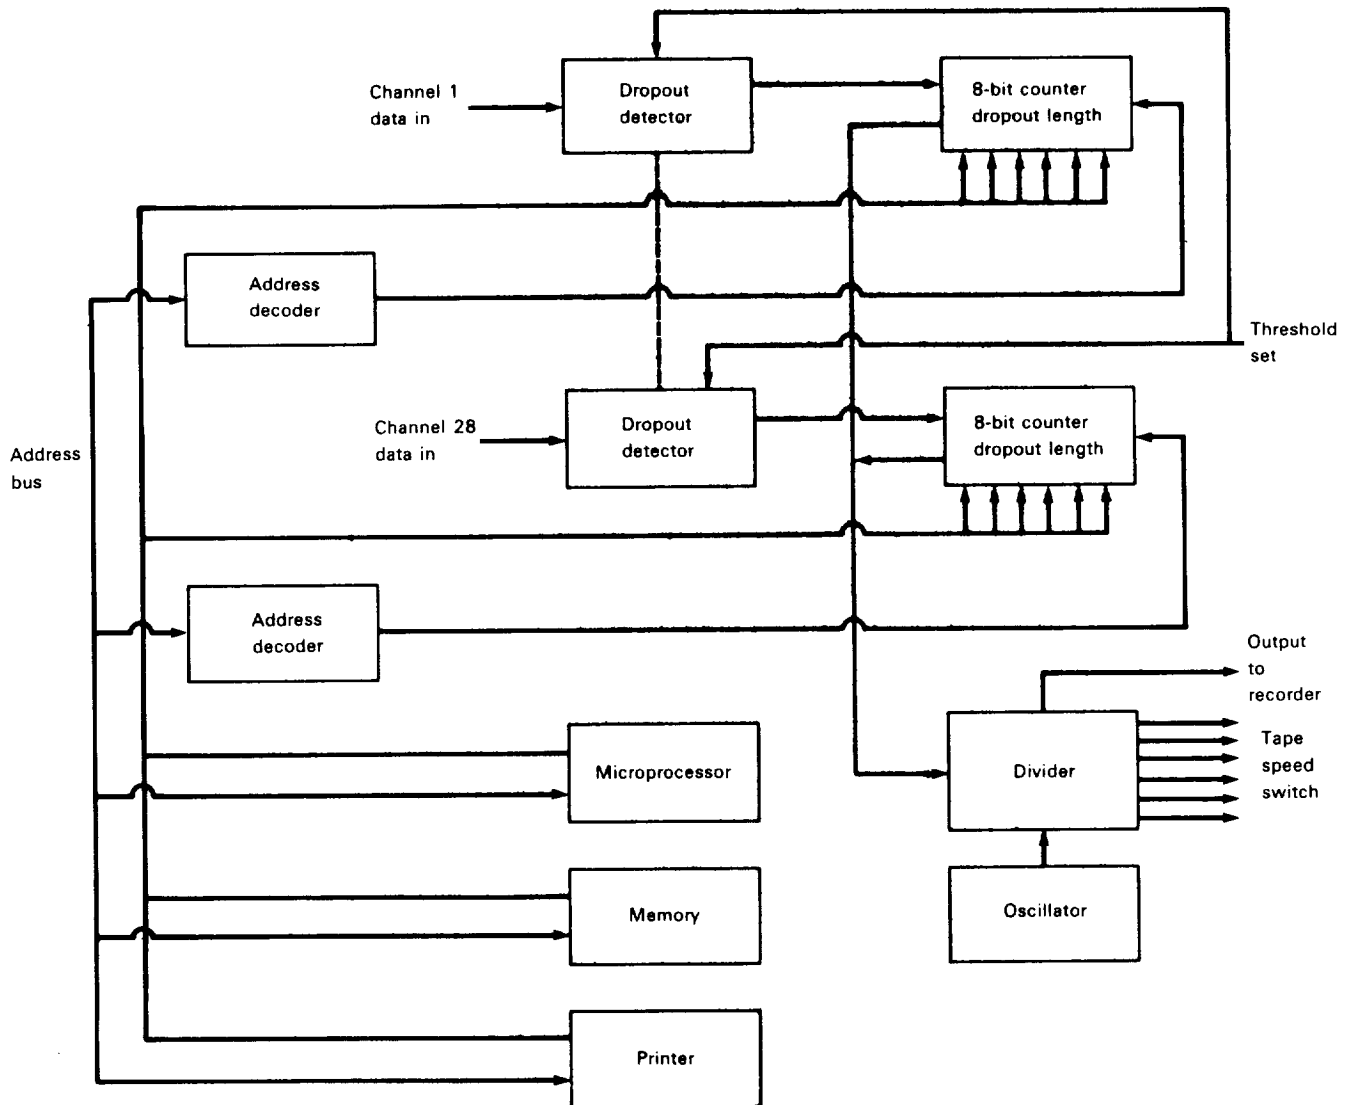 Channel 1
data in
Dropout
detector
8-bit counter
dropout length
Address
decoder
Threshold
set
Channel 28
data in
Dropout
detector
8-bit counter
dropout length
Address
bus
Address
decoder
Output
to
recorder
Microprocessor
Divider
Tape
speed
switch
Memory
Oscillator
Printer